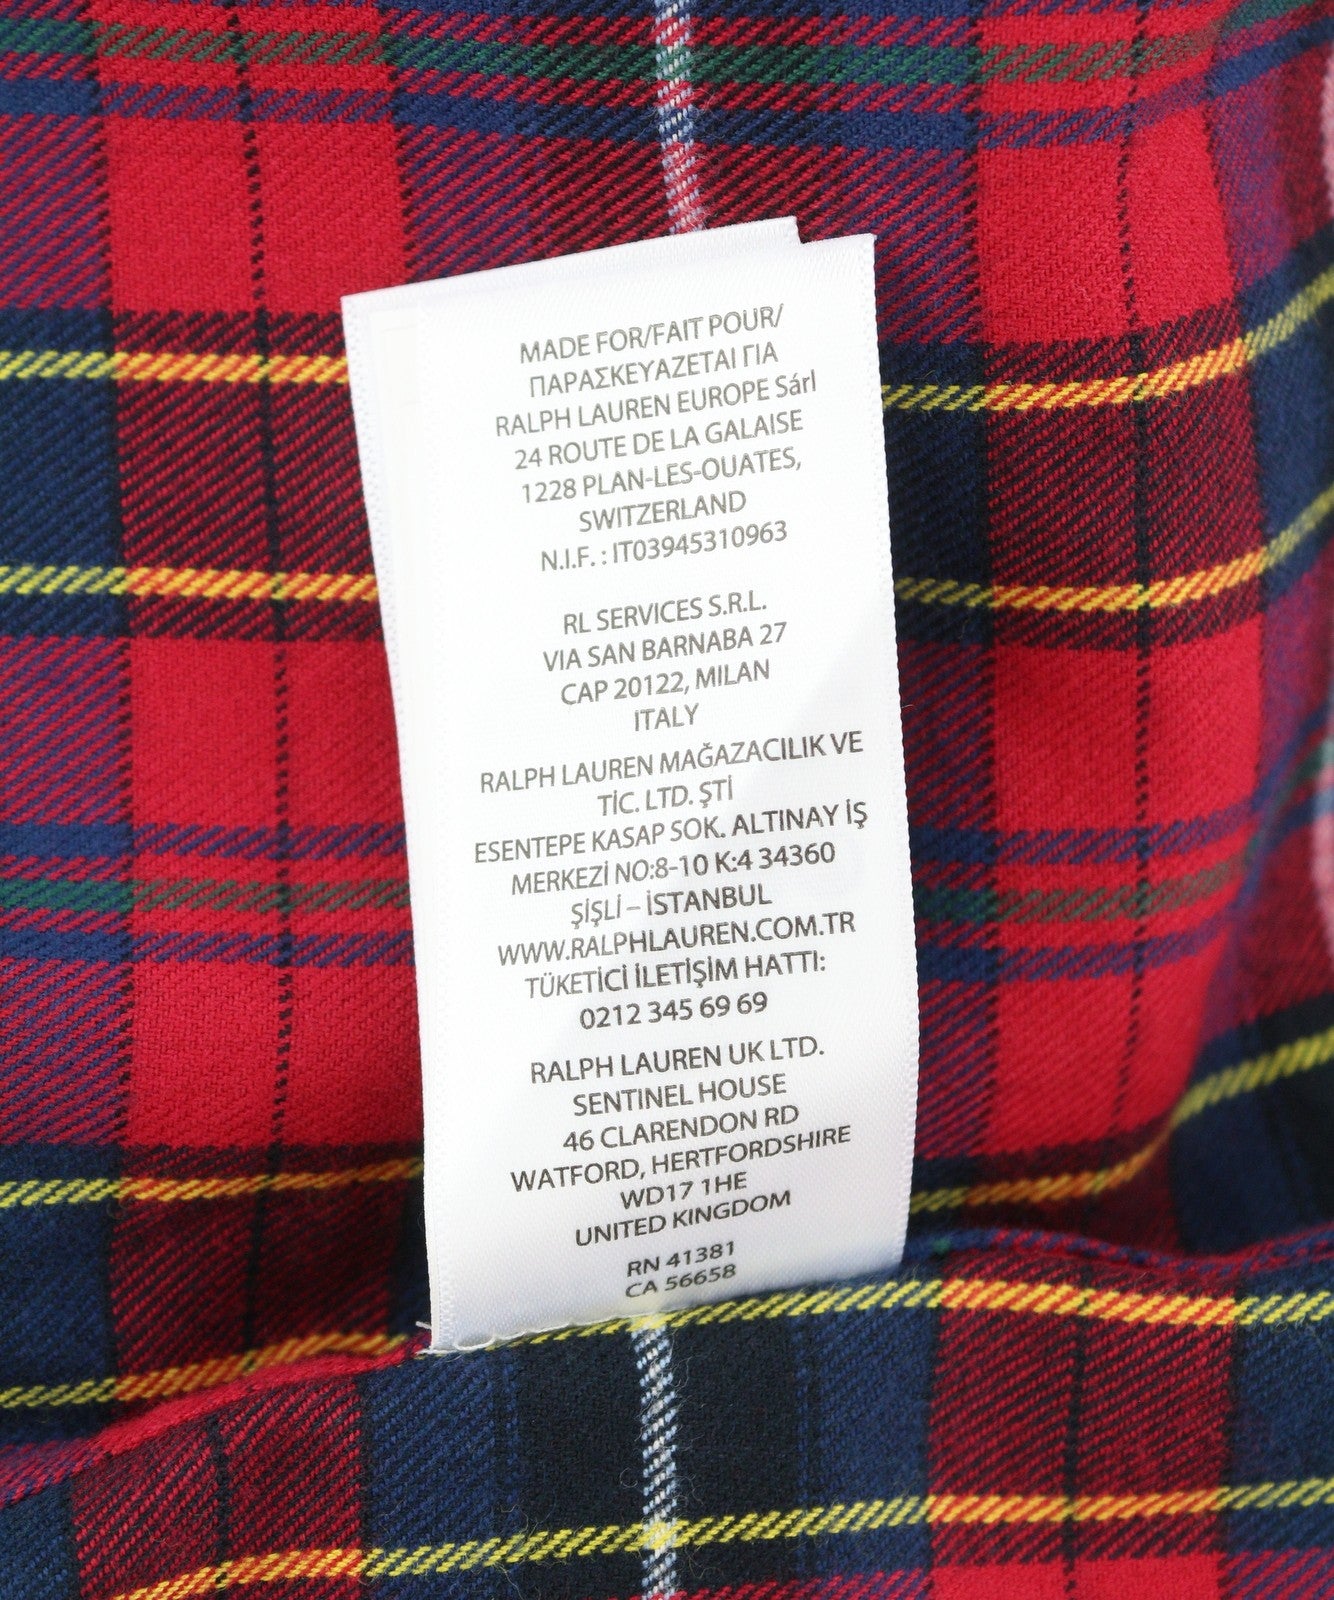 MADE FOR/FAIT POUR/
ΠΑΡΑΣΚΕΥΑΖΕΤΑΙ ΓΙΑ
RALPH LAUREN EUROPE Sárl
24 ROUTE DE LA GALAISE
1228 PLAN-LES-OUATES,
SWITZERLAND
N.I.F. : IT03945310963
RL SERVICES S.R.L.
VIA SAN BARNABA 27
CAP 20122, MILAN
ITALY
RALPH LAUREN MAĞAZACILIK VE
TİC. LTD. ŞTİ
ESENTEPE KASAP SOK. ALTINAY İŞ
MERKEZİ NO:8-10 K:4 34360
ŞİŞLİ – İSTANBUL
WWW.RALPHLAUREN.COM.TR
TÜKETİCİ İLETİŞİM HATTI:
0212 345 69 69
RALPH LAUREN UK LTD.
SENTINEL HOUSE
46 CLARENDON RD
WATFORD, HERTFORDSHIRE
WD17 1HE
UNITED KINGDOM
RN 41381
CA 56658